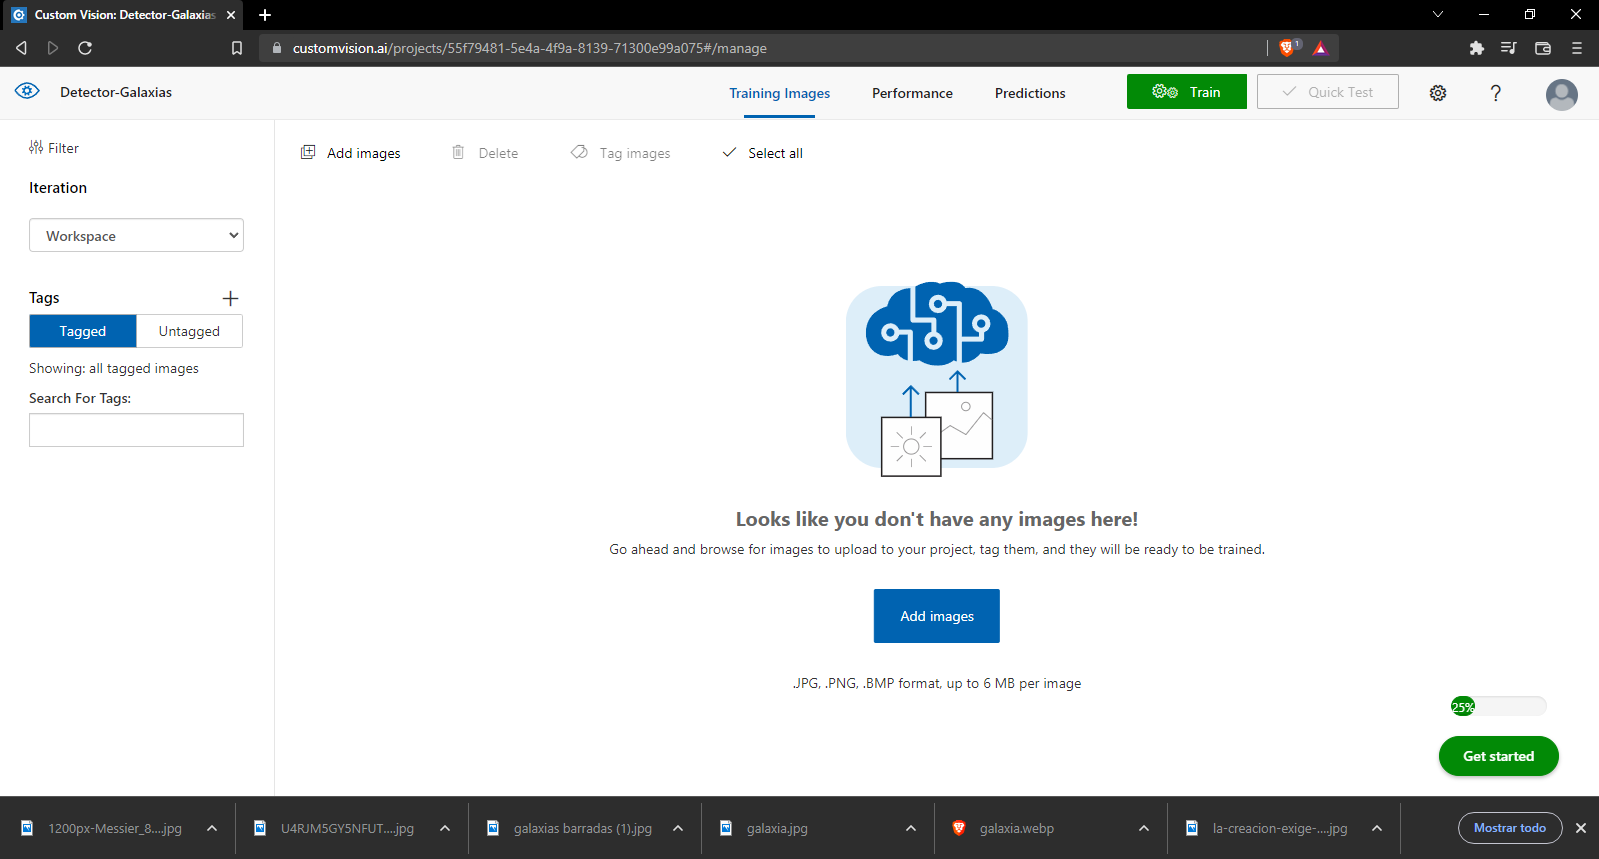 Custom Vision: Detector-Galaxias
customvision.ai/projects/55f79481-5e4a-4f9a-8139-71300e99a075#/manage
1
Detector-Galaxias
Training Images
Performance
Predictions
Train
Quick Test
?
Filter
Add images
Delete
Tag images
Select all
Iteration
Workspace
Tags
Tagged
Untagged
Showing: all tagged images
Search For Tags:
Looks like you don't have any images here!
Go ahead and browse for images to upload to your project, tag them, and they will be ready to be trained.
Add images
.JPG, .PNG, .BMP format, up to 6 MB per image
25%
Get started
1200px-Messier_8....jpg
U4RJM5GY5NFUT....jpg
galaxias barradas (1).jpg
galaxia.jpg
galaxia.webp
la-creacion-exige-....jpg
Mostrar todo